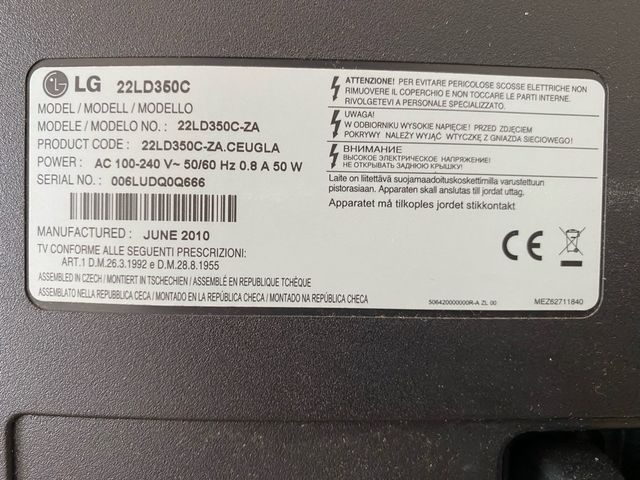 LG 22LD350C
MODEL / MODELL / MODELLO
MODELE / MODELO NO. : 22LD350C-ZA
PRODUCT CODE : 22LD350C-ZA.CEUGLA
POWER : AC 100-240 V~ 50/60 Hz 0.8 A 50 W
SERIAL NO. : 006LUDQ0Q666
MANUFACTURED : JUNE 2010
TV CONFORME ALLE SEGUENTI PRESCRIZIONI:
ART.1 D.M.26.3.1992 e D.M.28.8.1955
ASSEMBLED IN CZECH / MONTIERT IN TSCHECHIEN / ASSEMBLÉ EN REPUBLIQUE TCHÈQUE
ASSEMBLATO NELLA REPUBBLICA CECA / MONTADO EN LA REPÚBLICA CHECA / MONTADO NA REPÚBLICA CHECA
ATTENZIONE! PER EVITARE PERICOLOSE SCOSSE ELETTRICHE NON
RIMUOVERE IL COPERCHIO E NON TOCCARE LE PARTI INTERNE.
RIVOLGETEVI A PERSONALE SPECIALIZZATO.
UWAGA!
W ODBIORNIKU WYSOKIE NAPIĘCIE ! PRZED ZDJĘCIEM
POKRYWY NALEŻY WYJĄĆ WTYCZKĘ Z GNIAZDA SIECIOWEGO!
ВНИМАНИЕ
ВЫСОКОЕ ЭЛЕКТРИЧЕСКОЕ НАПРЯЖЕНИЕ!
НЕ ОТКРЫВАТЬ ЗАДНЮЮ КРЫШКУ!
Laite on liitettävä suojamaadoituskoskettimilla varustettuun
pistorasiaan. Apparaten skall anslutas till jordat uttag.
Apparatet må tilkoples jordet stikkontakt
CE
506420000000R-A ZL 00
MEZ62711840